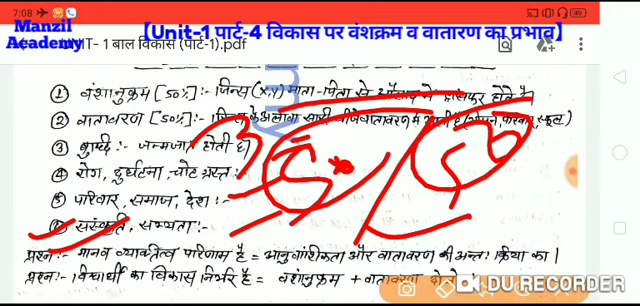 7:08
Manzil Academy
【Unit-1 पार्ट-4 विकास पर वंशक्रम व वातारण का प्रभाव】
UNIT- 1 बाल विकास (पार्ट-1).pdf
① वंशानुक्रम [50%] :- जिन्स (x,y) माता-पिता से औलाद में होते है।
② वातावरण [50%] :- जिन्स के अलावा सारी
③ बुद्धि :- जन्मजात होती है।
④ रोग, दुर्घटना, चोट ग्रस्त :-
⑤ परिवार, समाज, देश :-
⑥ संस्कृति, सभ्यता :-
प्रश्न :- मानव व्यक्तित्व परिणाम है = आनुवांशिकता और वातावरण की अन्तः क्रिया का।
प्रश्न :- विद्यार्थी का विकास निर्भर है = वंशानुक्रम + वातावरण दोनो
DU RECORDER